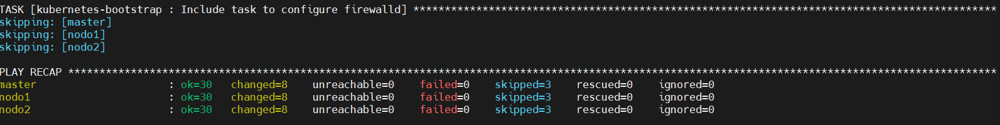 TASK [kubernetes-bootstrap : Include task to configure firewalld] *********************************************************************************************
skipping: [master]
skipping: [nodo1]
skipping: [nodo2]
PLAY RECAP ****************************************************************************************************************************************************
master                     : ok=30   changed=8    unreachable=0    failed=0    skipped=3    rescued=0    ignored=0
nodo1                      : ok=30   changed=8    unreachable=0    failed=0    skipped=3    rescued=0    ignored=0
nodo2                      : ok=30   changed=8    unreachable=0    failed=0    skipped=3    rescued=0    ignored=0